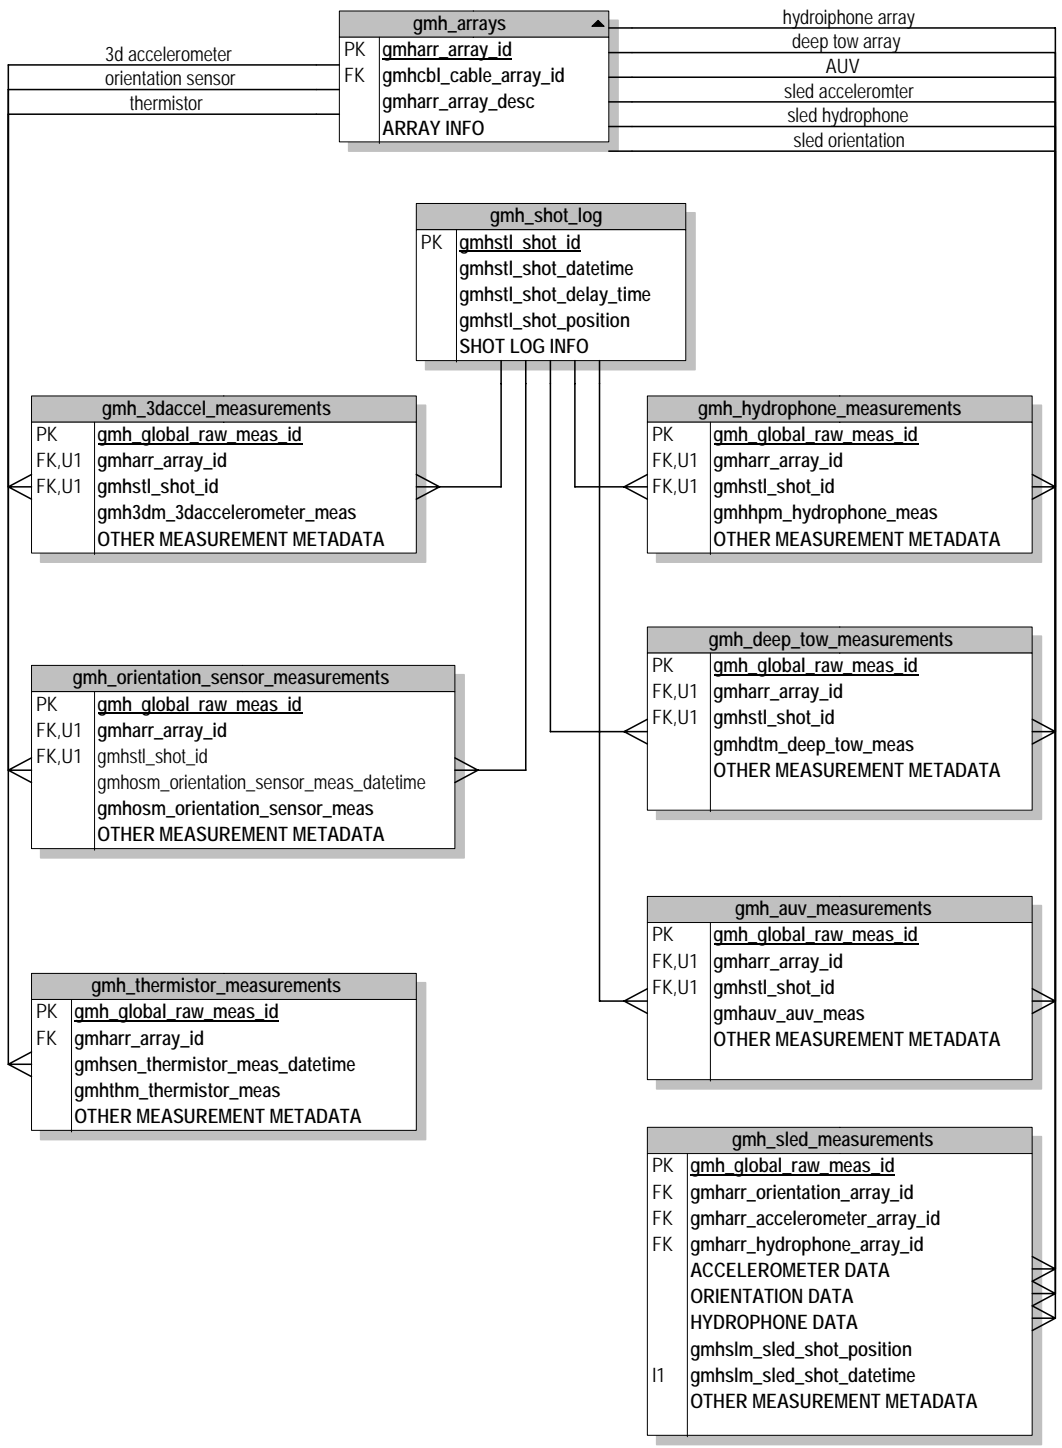 gmh_arrays
PK gmharr_array_id
FK gmhcbl_cable_array_id
gmharr_array_desc
ARRAY INFO
3d accelerometer
orientation sensor
thermistor
hydroiphone array
deep tow array
AUV
sled acceleromter
sled hydrophone
sled orientation
gmh_shot_log
PK gmhstl_shot_id
gmhstl_shot_datetime
gmhstl_shot_delay_time
gmhstl_shot_position
SHOT LOG INFO
gmh_3daccel_measurements
PK gmh_global_raw_meas_id
FK,U1 gmharr_array_id
FK,U1 gmhstl_shot_id
gmh3dm_3daccelerometer_meas
OTHER MEASUREMENT METADATA
gmh_hydrophone_measurements
PK gmh_global_raw_meas_id
FK,U1 gmharr_array_id
FK,U1 gmhstl_shot_id
gmhhpm_hydrophone_meas
OTHER MEASUREMENT METADATA
gmh_orientation_sensor_measurements
PK gmh_global_raw_meas_id
FK,U1 gmharr_array_id
FK,U1 gmhstl_shot_id
gmhosm_orientation_sensor_meas_datetime
gmhosm_orientation_sensor_meas
OTHER MEASUREMENT METADATA
gmh_deep_tow_measurements
PK gmh_global_raw_meas_id
FK,U1 gmharr_array_id
FK,U1 gmhstl_shot_id
gmhdtm_deep_tow_meas
OTHER MEASUREMENT METADATA
gmh_thermistor_measurements
PK gmh_global_raw_meas_id
FK gmharr_array_id
gmhsen_thermistor_meas_datetime
gmhthm_thermistor_meas
OTHER MEASUREMENT METADATA
gmh_auv_measurements
PK gmh_global_raw_meas_id
FK,U1 gmharr_array_id
FK,U1 gmhstl_shot_id
gmhauv_auv_meas
OTHER MEASUREMENT METADATA
gmh_sled_measurements
PK gmh_global_raw_meas_id
FK gmharr_orientation_array_id
FK gmharr_accelerometer_array_id
FK gmharr_hydrophone_array_id
ACCELEROMETER DATA
ORIENTATION DATA
HYDROPHONE DATA
gmhslm_sled_shot_position
I1 gmhslm_sled_shot_datetime
OTHER MEASUREMENT METADATA